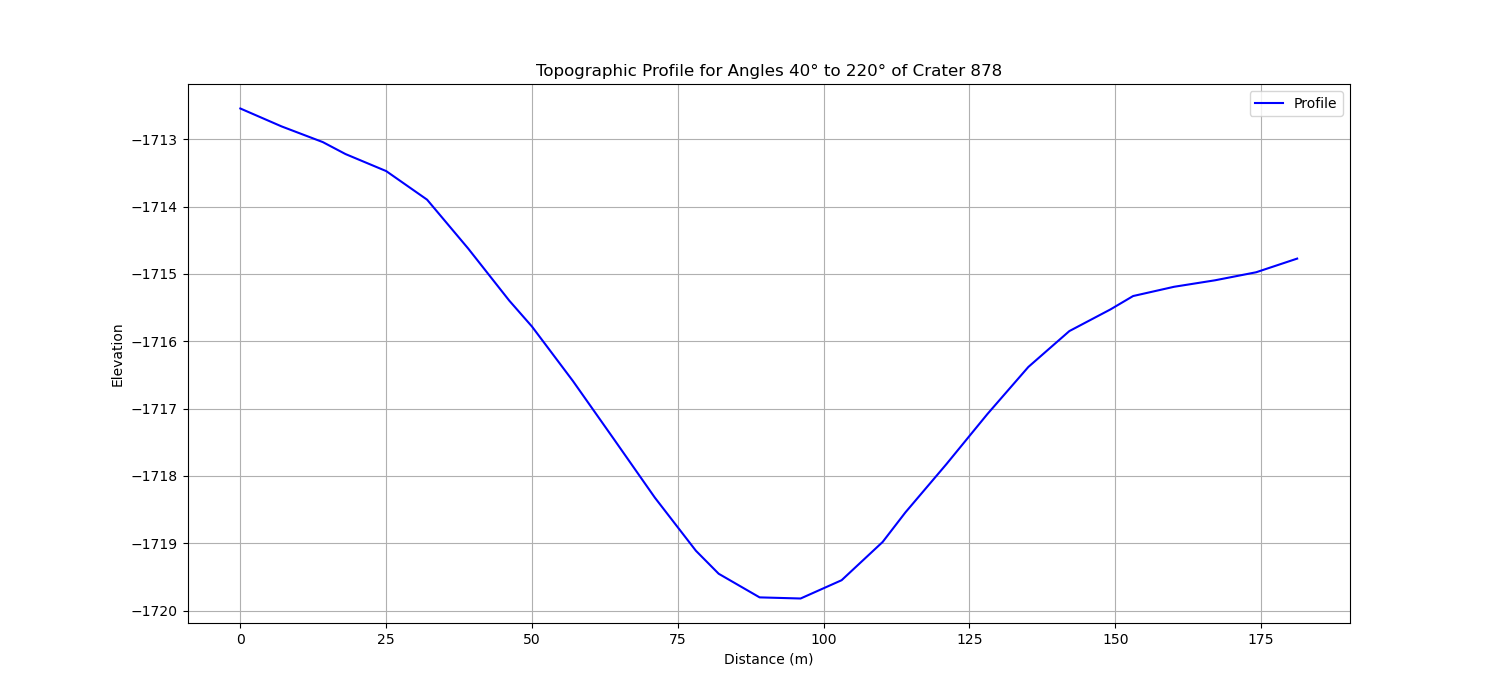 Topographic Profile for Angles 40° to 220° of Crater 878
Profile
−1713
−1714
−1715
−1716
−1717
−1718
−1719
−1720
Elevation
0 25 50 75 100 125 150 175
Distance (m)